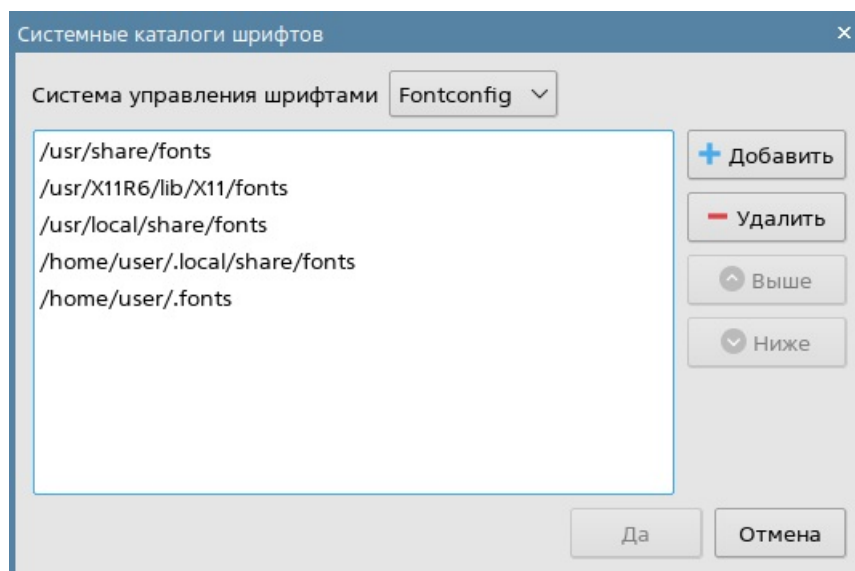 Системные каталоги шрифтов
Система управления шрифтами Fontconfig
/usr/share/fonts
/usr/X11R6/lib/X11/fonts
/usr/local/share/fonts
/home/user/.local/share/fonts
/home/user/.fonts
Добавить
Удалить
Выше
Ниже
Да Отмена